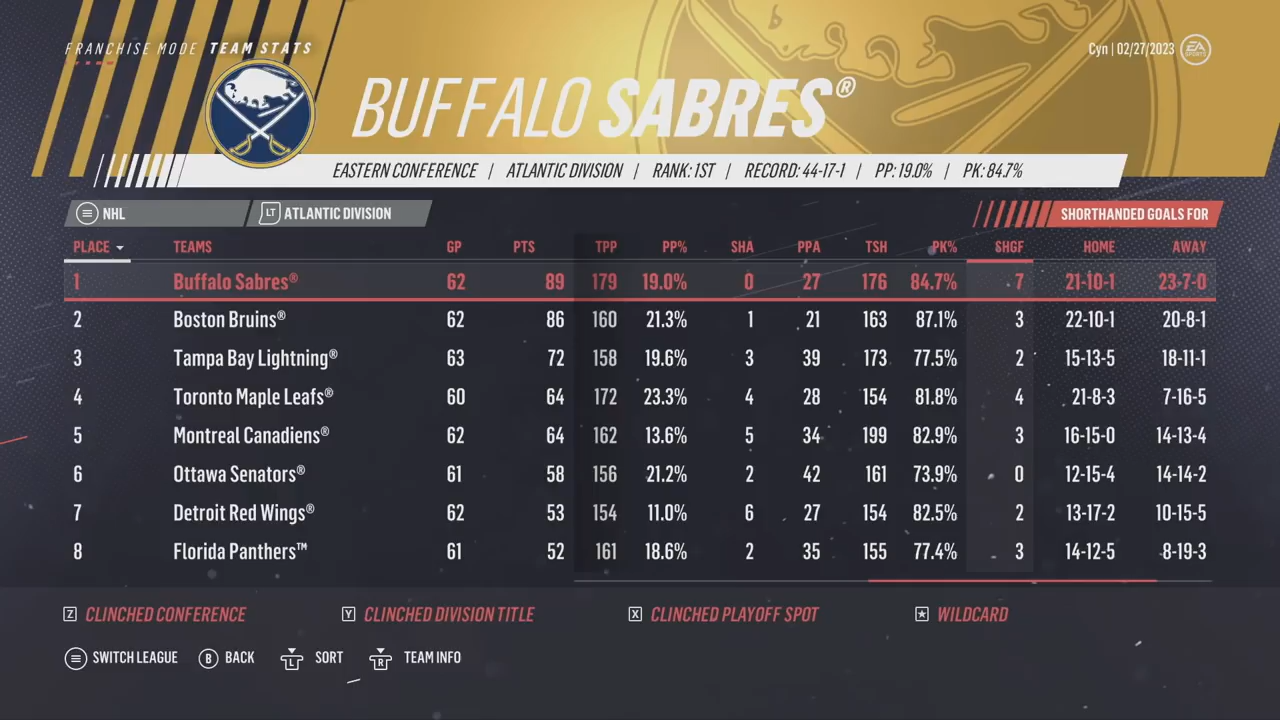 FRANCHISE MODE TEAM STATS
Cyn | 02/27/2023
EA SPORTS
BUFFALO SABRES®
EASTERN CONFERENCE / ATLANTIC DIVISION / RANK: 1ST / RECORD: 44-17-1 / PP: 19.0% / PK: 84.7%
NHL LT ATLANTIC DIVISION SHORTHANDED GOALS FOR
PLACE TEAMS GP PTS TPP PP% SHA PPA TSH PK% SHGF HOME AWAY
1 Buffalo Sabres® 62 89 179 19.0% 0 27 176 84.7% 7 21-10-1 23-7-0
2 Boston Bruins® 62 86 160 21.3% 1 21 163 87.1% 3 22-10-1 20-8-1
3 Tampa Bay Lightning® 63 72 158 19.6% 3 39 173 77.5% 2 15-13-5 18-11-1
4 Toronto Maple Leafs® 60 64 172 23.3% 4 28 154 81.8% 4 21-8-3 7-16-5
5 Montreal Canadiens® 62 64 162 13.6% 5 34 199 82.9% 3 16-15-0 14-13-4
6 Ottawa Senators® 61 58 156 21.2% 2 42 161 73.9% 0 12-15-4 14-14-2
7 Detroit Red Wings® 62 53 154 11.0% 6 27 154 82.5% 2 13-17-2 10-15-5
8 Florida Panthers™ 61 52 161 18.6% 2 35 155 77.4% 3 14-12-5 8-19-3
Z CLINCHED CONFERENCE Y CLINCHED DIVISION TITLE X CLINCHED PLAYOFF SPOT ★ WILDCARD
SWITCH LEAGUE B BACK L SORT R TEAM INFO